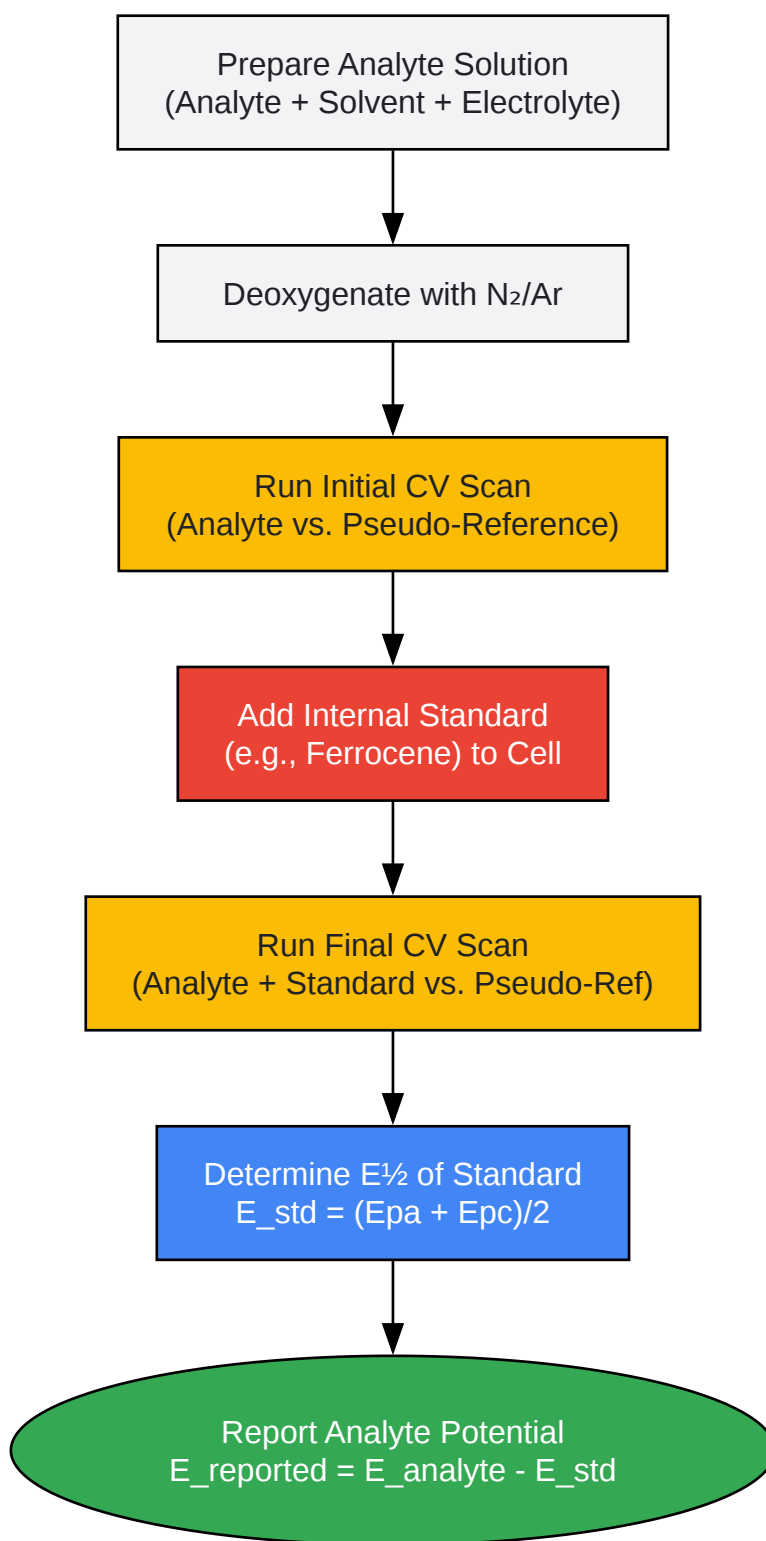 Prepare Analyte Solution
(Analyte + Solvent + Electrolyte)
Deoxygenate with N₂/Ar
Run Initial CV Scan
(Analyte vs. Pseudo-Reference)
Add Internal Standard
(e.g., Ferrocene) to Cell
Run Final CV Scan
(Analyte + Standard vs. Pseudo-Ref)
Determine E½ of Standard
E_std = (Epa + Epc)/2
Report Analyte Potential
E_reported = E_analyte - E_std